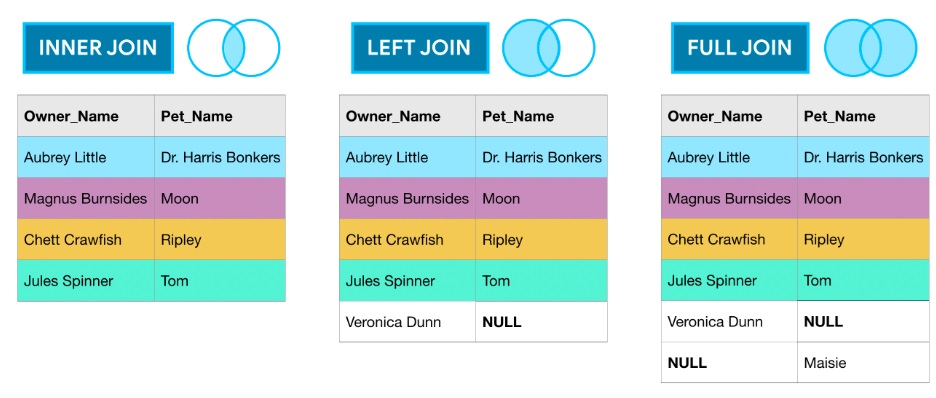 INNER JOIN
Owner_Name Pet_Name
Aubrey Little Dr. Harris Bonkers
Magnus Burnsides Moon
Chett Crawfish Ripley
Jules Spinner Tom
LEFT JOIN
Owner_Name Pet_Name
Aubrey Little Dr. Harris Bonkers
Magnus Burnsides Moon
Chett Crawfish Ripley
Jules Spinner Tom
Veronica Dunn NULL
FULL JOIN
Owner_Name Pet_Name
Aubrey Little Dr. Harris Bonkers
Magnus Burnsides Moon
Chett Crawfish Ripley
Jules Spinner Tom
Veronica Dunn NULL
NULL Maisie